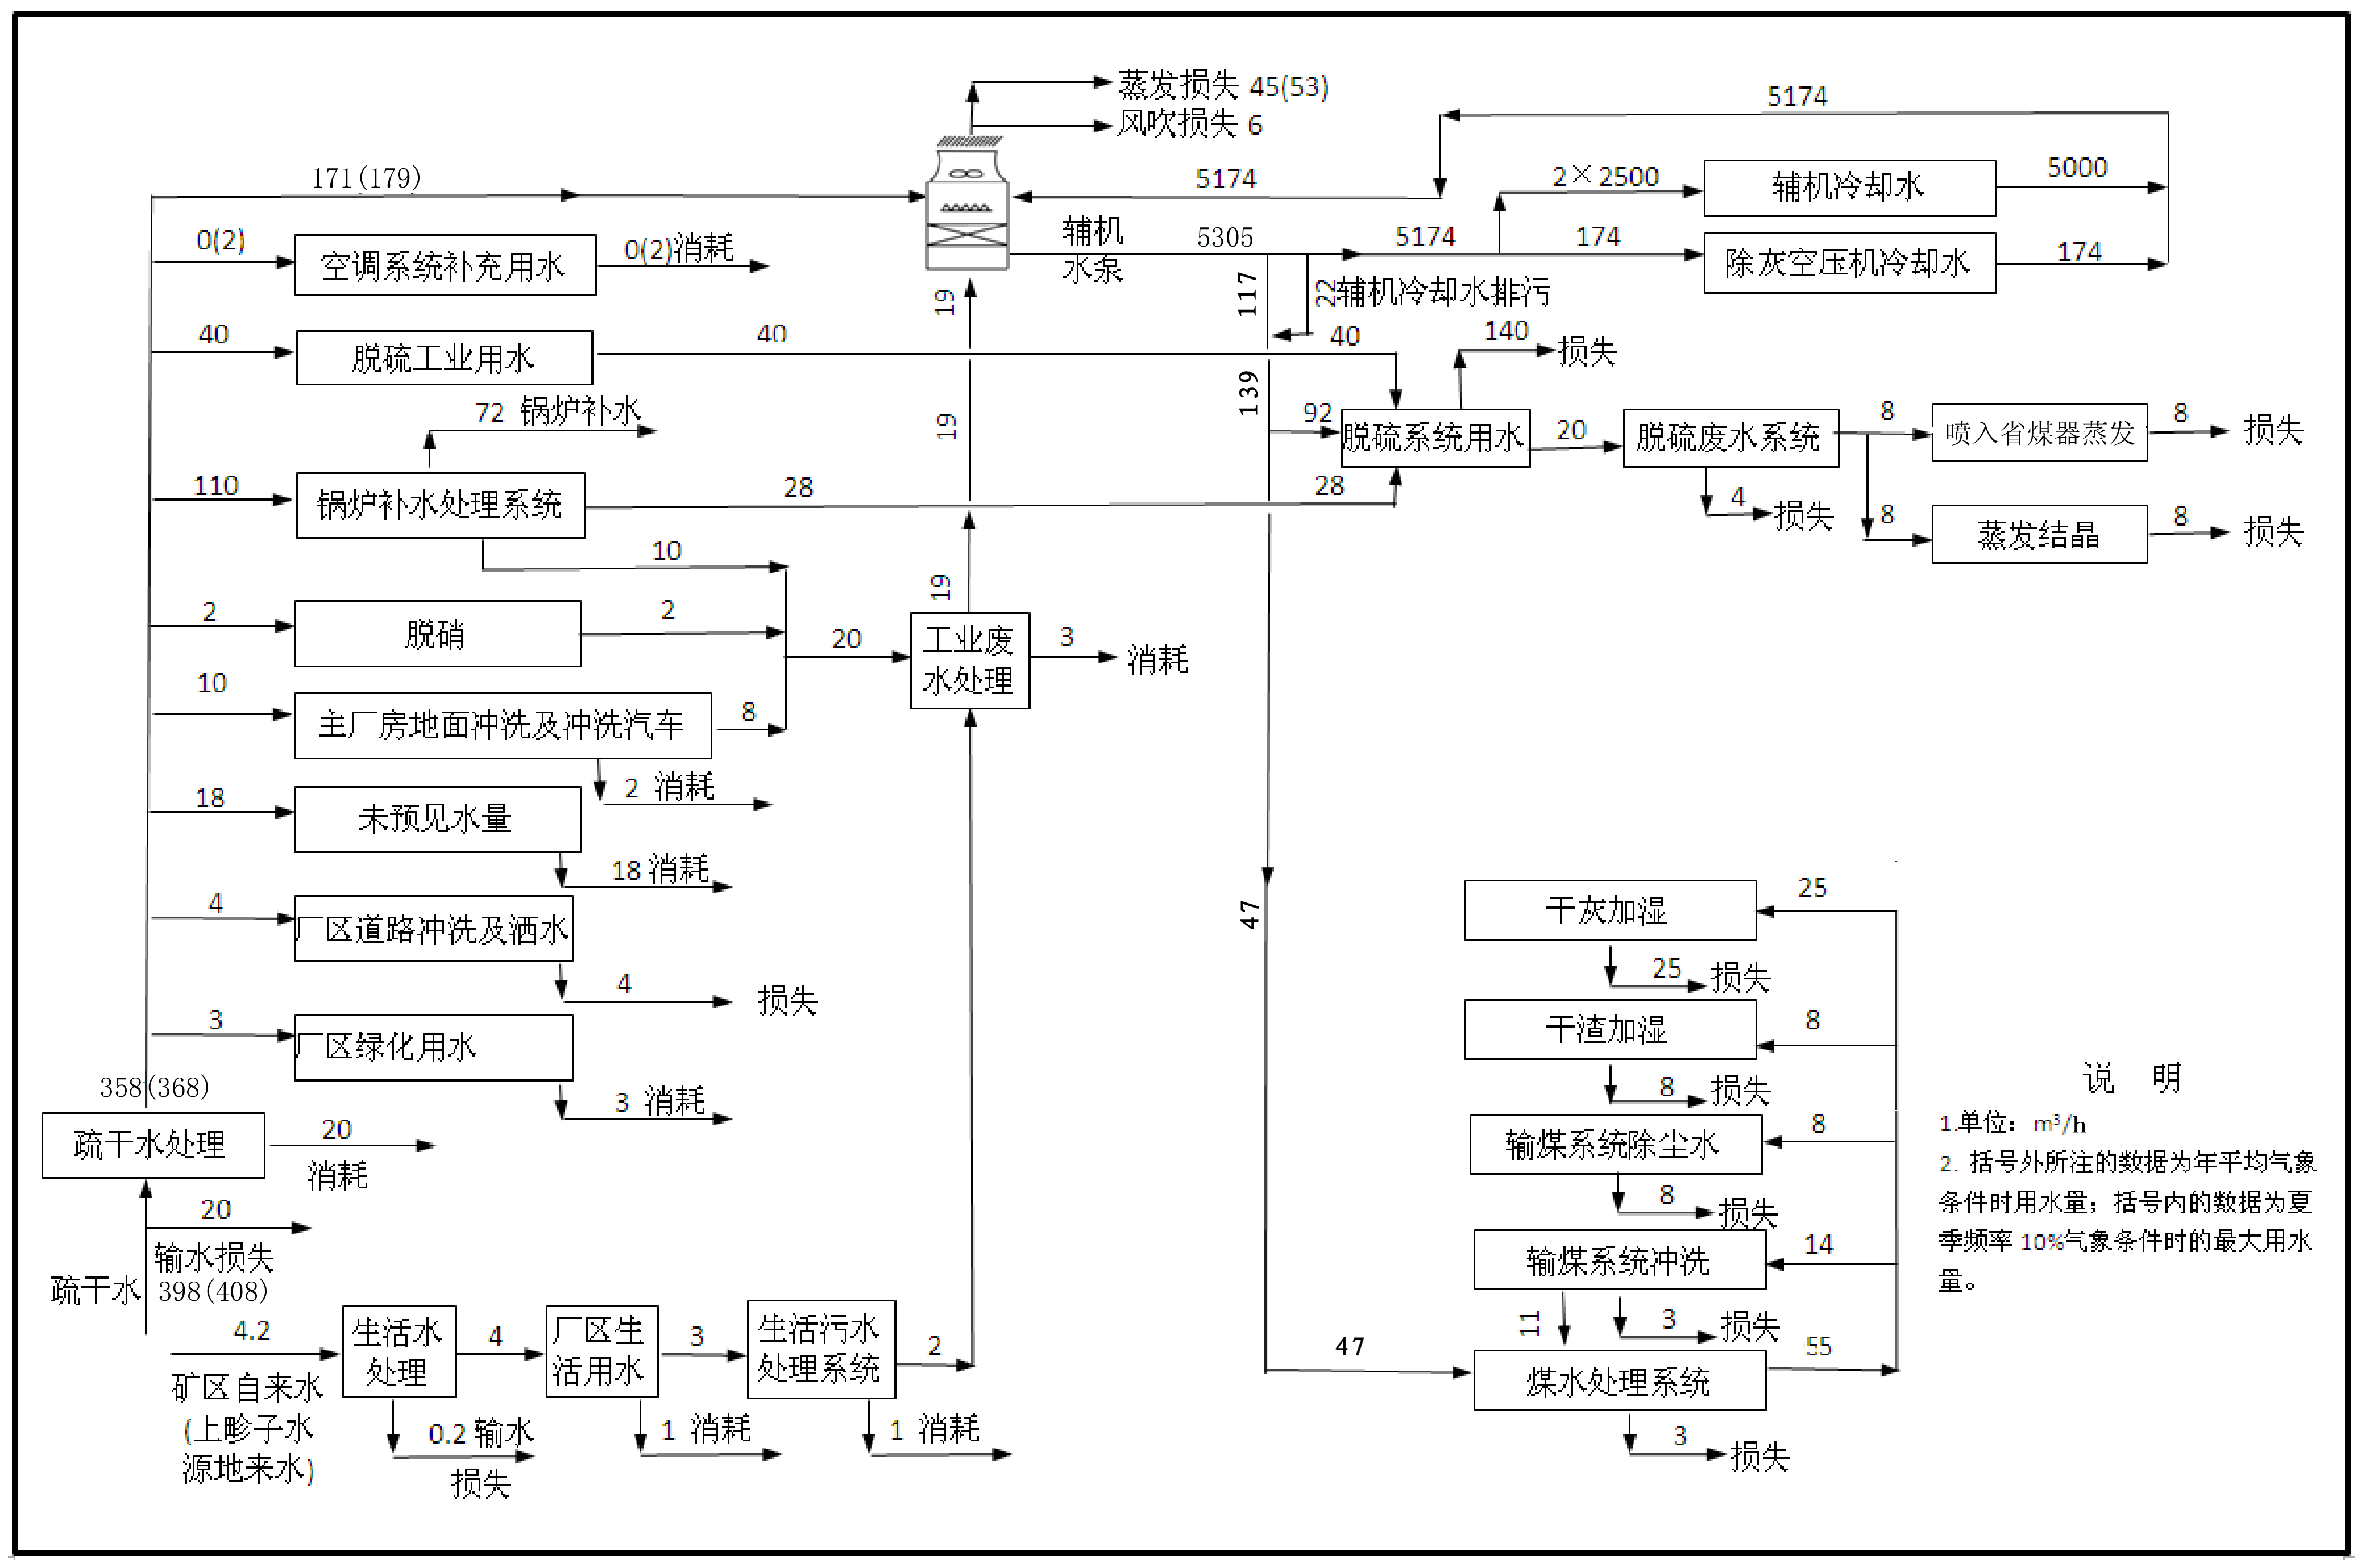 蒸发损失 45(53)
风吹损失 6
5174
171(179)
5174
2×2500
辅机冷却水
5000
0(2)
空调系统补充用水
0(2)消耗
辅机
水泵
5305
5174
174
除灰空压机冷却水
174
19
117
22
辅机冷却水排污
40
脱硫工业用水
40
40
140
损失
139
72 锅炉补水
19
92
脱硫系统用水
20
脱硫废水系统
8
喷入省煤器蒸发
8
损失
110
锅炉补水处理系统
28
28
4
损失
8
蒸发结晶
8
损失
10
19
2
脱硝
2
20
工业废
水处理
3
消耗
10
主厂房地面冲洗及冲洗汽车
8
2 消耗
18
未预见水量
18 消耗
4
厂区道路冲洗及洒水
4
损失
47
干灰加湿
25
25
损失
3
厂区绿化用水
3 消耗
干渣加湿
8
8
损失
358(368)
疏干水处理
20
消耗
输煤系统除尘水
8
8
损失
20
输水损失
疏干水
398(408)
输煤系统冲洗
14
11
3
损失
4.2
生活水
处理
4
厂区生
活用水
3
生活污水
处理系统
2
47
煤水处理系统
55
3
损失
矿区自来水
(上畛子水
源地来水)
0.2 输水
损失
1 消耗
1 消耗
说 明
1.单位：m³/h
2. 括号外所注的数据为年平均气象
条件时用水量；括号内的数据为夏
季频率10%气象条件时的最大用水
量。